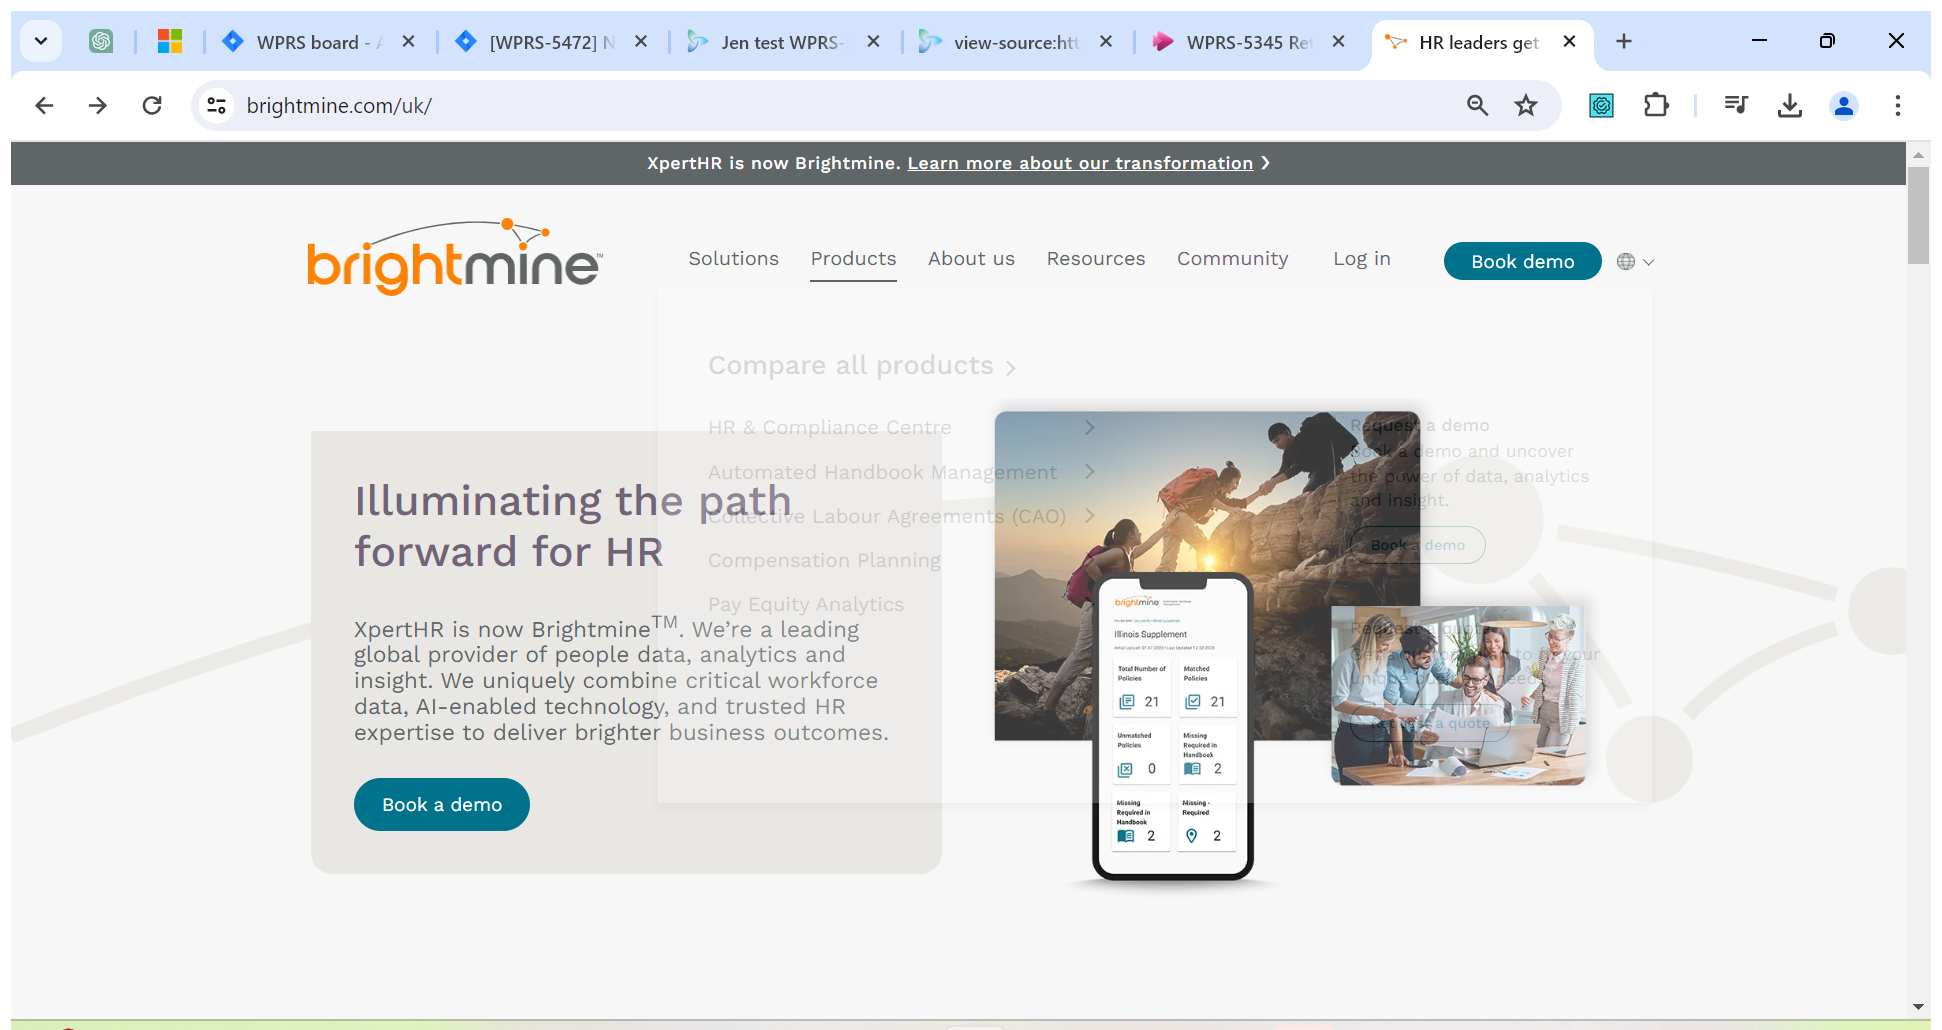 WPRS board - A
[WPRS-5472] N
Jen test WPRS-
view-source:htt
WPRS-5345 Ret
HR leaders get
brightmine.com/uk/
XpertHR is now Brightmine. Learn more about our transformation
brightmine™
Solutions
Products
About us
Resources
Community
Log in
Book demo
Compare all products
HR & Compliance Centre
Automated Handbook Management
Collective Labour Agreements (CAO)
Compensation Planning
Pay Equity Analytics
Request a demo
Book a demo and uncover
the power of data, analytics
and insight.
Book a demo
Request a quote
Illuminating the path
forward for HR
XpertHR is now Brightmine™. We’re a leading
global provider of people data, analytics and
insight. We uniquely combine critical workforce
data, AI-enabled technology, and trusted HR
expertise to deliver brighter business outcomes.
Book a demo
brightmine
Illinois Supplement
Total Number of
Policies
21
Matched
Policies
21
Unmatched
Policies
0
Missing
Required in
Handbook
2
Missing
Required in
Handbook
2
Missing -
Required
2